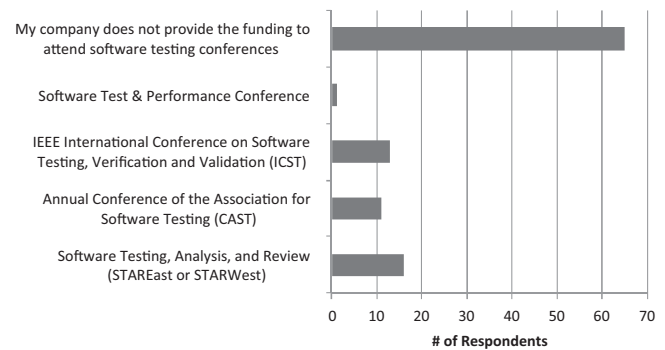 My company does not provide the funding to
attend software testing conferences
Software Test & Performance Conference
IEEE International Conference on Software
Testing, Verification and Validation (ICST)
Annual Conference of the Association for
Software Testing (CAST)
Software Testing, Analysis, and Review
(STAREast or STARWest)
0 10 20 30 40 50 60 70
# of Respondents